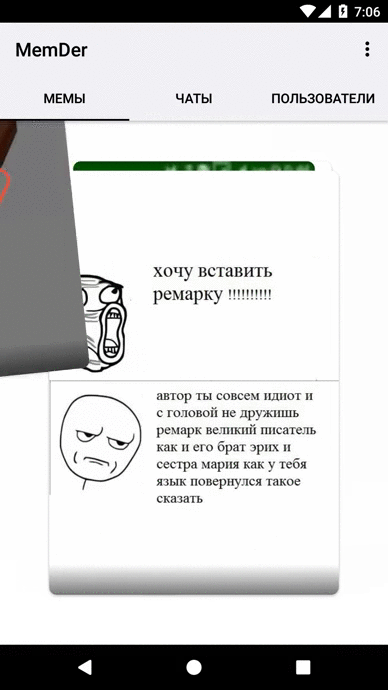 7:06
MemDer
МЕМЫ ЧАТЫ ПОЛЬЗОВАТЕЛИ
хочу вставить
ремарку !!!!!!!!!!
автор ты совсем идиот и
с головой не дружишь
ремарк великий писатель
как и его брат эрих и
сестра мария как у тебя
язык повернулся такое
сказать